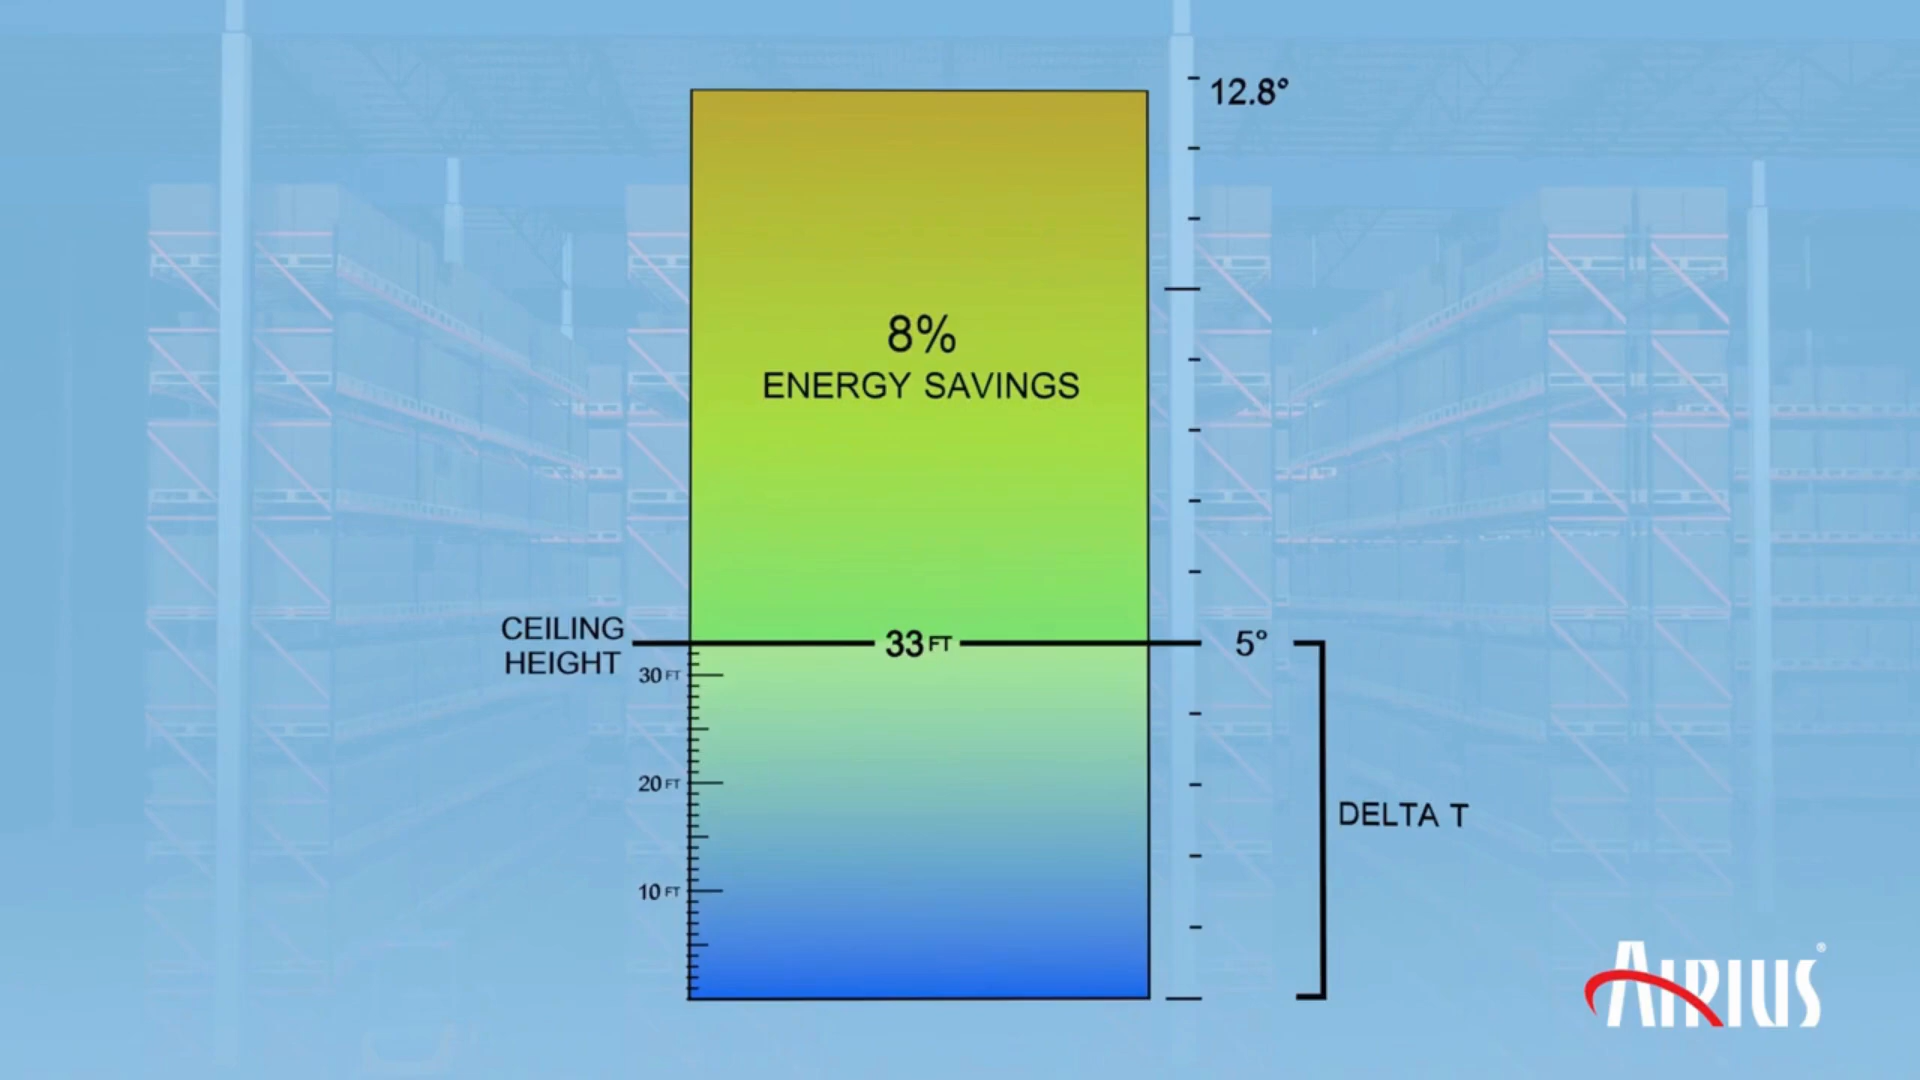 12.8°
8%
ENERGY SAVINGS
CEILING
HEIGHT
33 FT
5°
30 FT
20 FT
DELTA T
10 FT
AIRIUS®